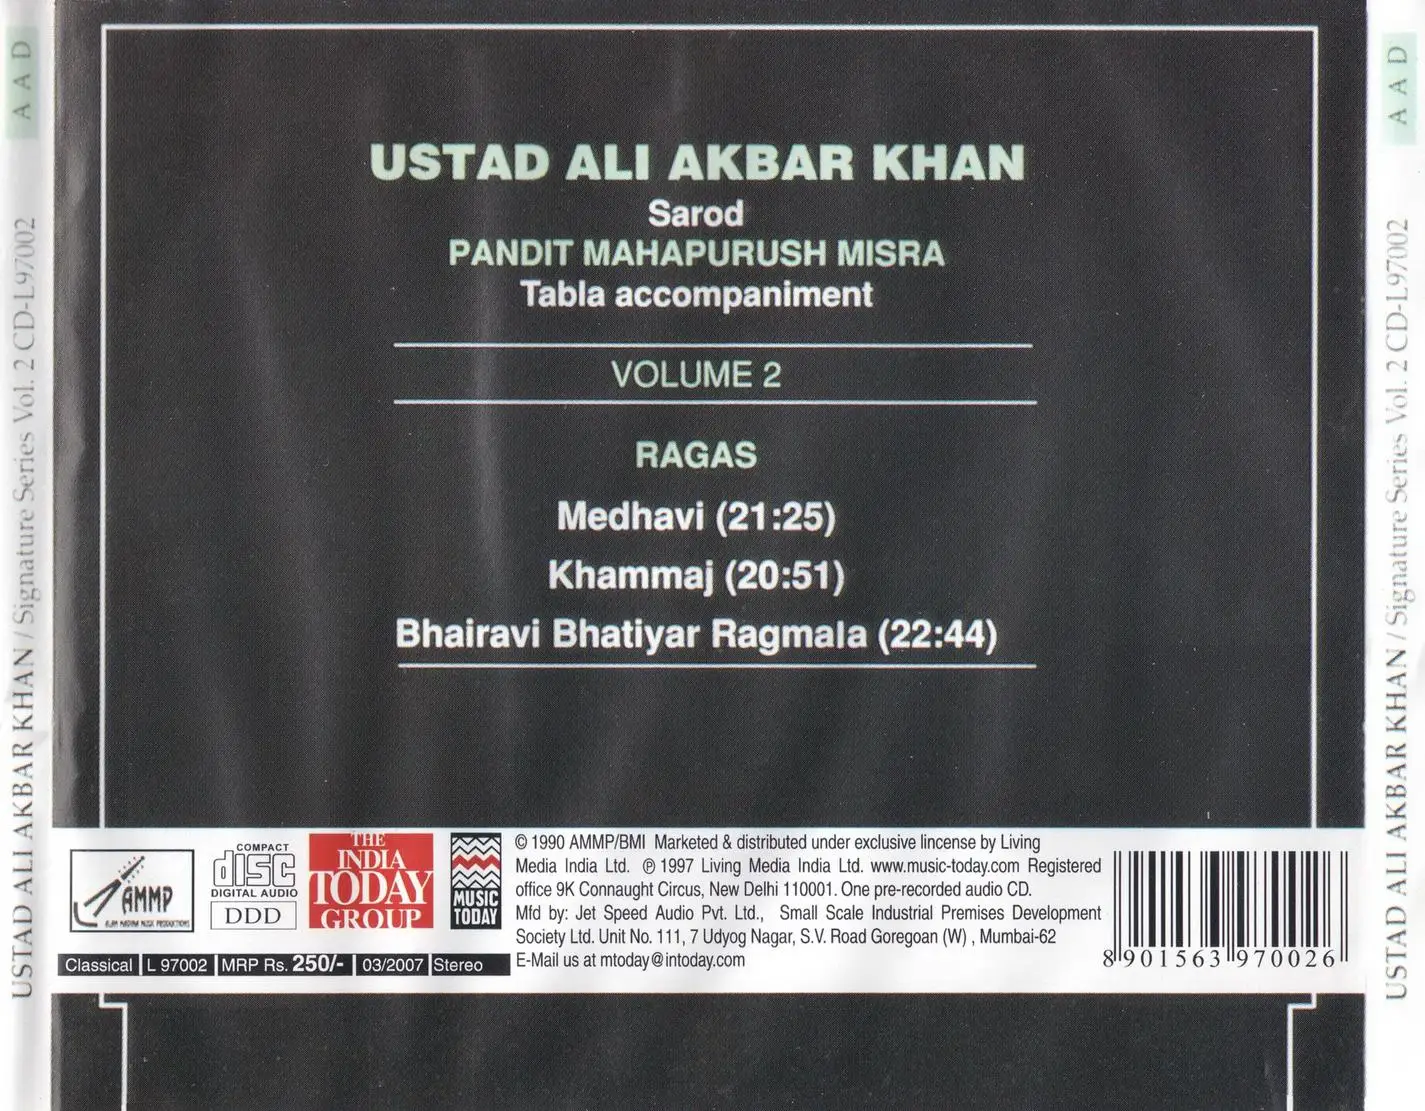 USTAD ALI AKBAR KHAN / Signature Series Vol. 2 CD-L97002 A A D
USTAD ALI AKBAR KHAN
Sarod
PANDIT MAHAPURUSH MISRA
Tabla accompaniment
VOLUME 2
RAGAS
Medhavi (21:25)
Khammaj (20:51)
Bhairavi Bhatiyar Ragmala (22:44)
AMMP
ALAM MADINA MUSIC PRODUCTIONS
COMPACT
disc
DIGITAL AUDIO
DDD
THE
INDIA
TODAY
GROUP
MUSIC
TODAY
Classical | L 97002 | MRP Rs. 250/- | 03/2007 | Stereo
© 1990 AMMP/BMI Marketed & distributed under exclusive lincense by Living
Media India Ltd. ℗ 1997 Living Media India Ltd. www.music-today.com Registered
office 9K Connaught Circus, New Delhi 110001. One pre-recorded audio CD.
Mfd by: Jet Speed Audio Pvt. Ltd., Small Scale Industrial Premises Development
Society Ltd. Unit No. 111, 7 Udyog Nagar, S.V. Road Goregoan (W) , Mumbai-62
E-Mail us at mtoday@intoday.com
8 901563 970026
USTAD ALI AKBAR KHAN / Signature Series Vol. 2 CD-L97002 A A D